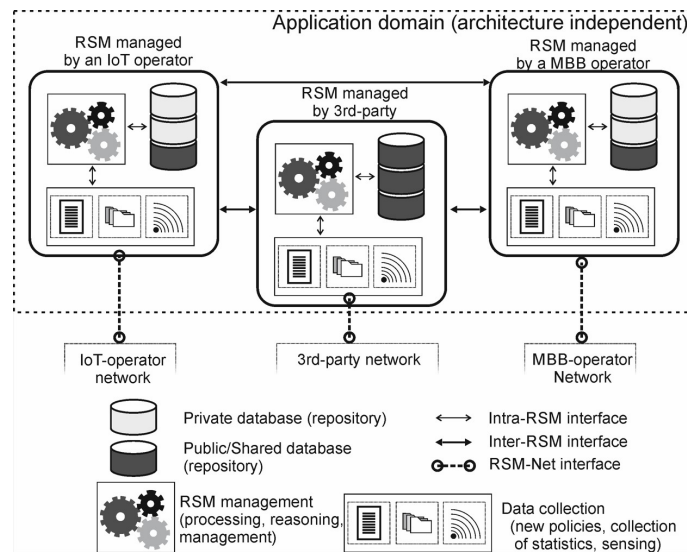 Application domain (architecture independent)
RSM managed
by an IoT operator
RSM managed
by 3rd-party
RSM managed
by a MBB operator
IoT-operator
network
3rd-party network
MBB-operator
Network
Private database (repository)
Public/Shared database
(repository)
Intra-RSM interface
Inter-RSM interface
RSM-Net interface
RSM management
(processing, reasoning,
management)
Data collection
(new policies, collection
of statistics, sensing)